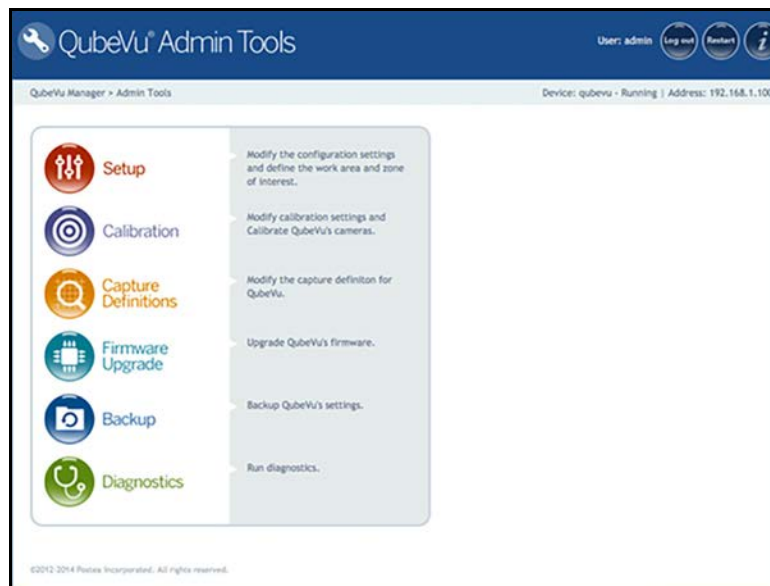 QubeVu® Admin Tools
User: admin
Log out
Restart
i
QubeVu Manager > Admin Tools
Device: qubevu - Running | Address: 192.168.1.100
Setup
Modify the configuration settings
and define the work area and zone
of interest.
Calibration
Modify calibration settings and
Calibrate QubeVu's cameras.
Capture
Definitions
Modify the capture definiton for
QubeVu.
Firmware
Upgrade
Upgrade QubeVu's firmware.
Backup
Backup QubeVu's settings.
Diagnostics
Run diagnostics.
©2012-2014 Postea Incorporated. All rights reserved.